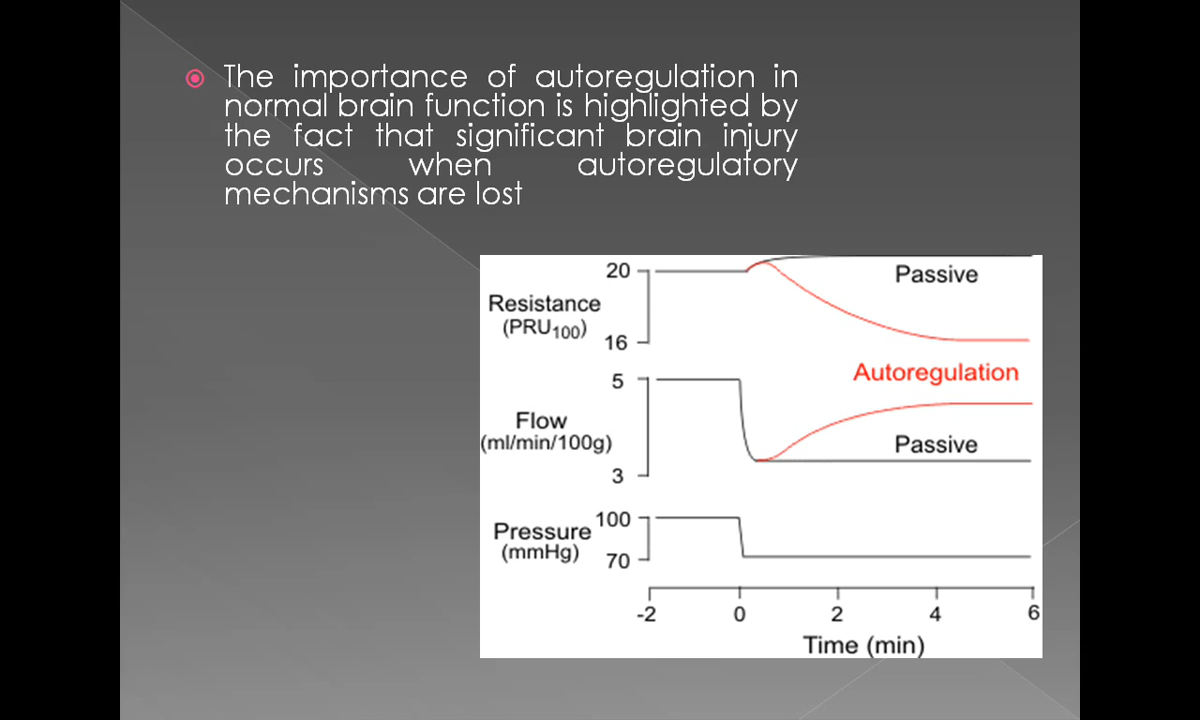 The importance of autoregulation in
normal brain function is highlighted by
the fact that significant brain injury
occurs when autoregulatory
mechanisms are lost
20
Passive
Resistance
(PRU100)
16
Autoregulation
5
Flow
(ml/min/100g)
Passive
3
100
Pressure
(mmHg)
70
-2 0 2 4 6
Time (min)